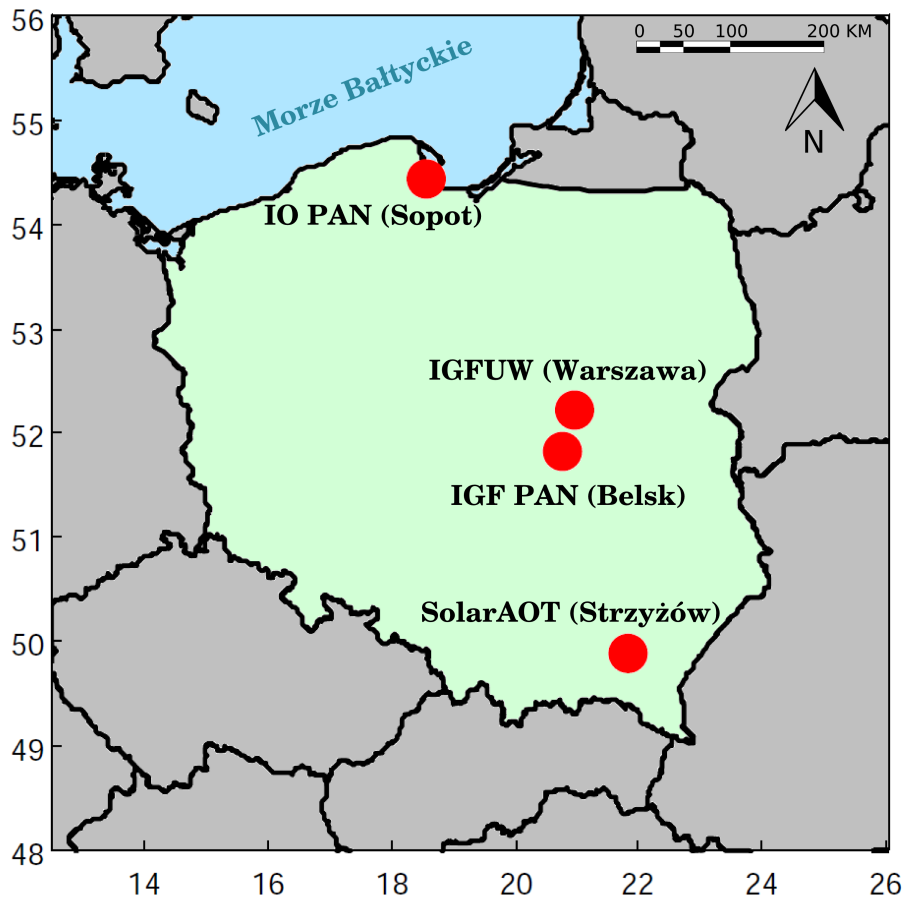 56
0 50 100 200 KM
Morze Bałtyckie
55
N
IO PAN (Sopot)
54
53
IGFUW (Warszawa)
52
IGF PAN (Belsk)
51
SolarAOT (Strzyżów)
50
49
48
14 16 18 20 22 24 26